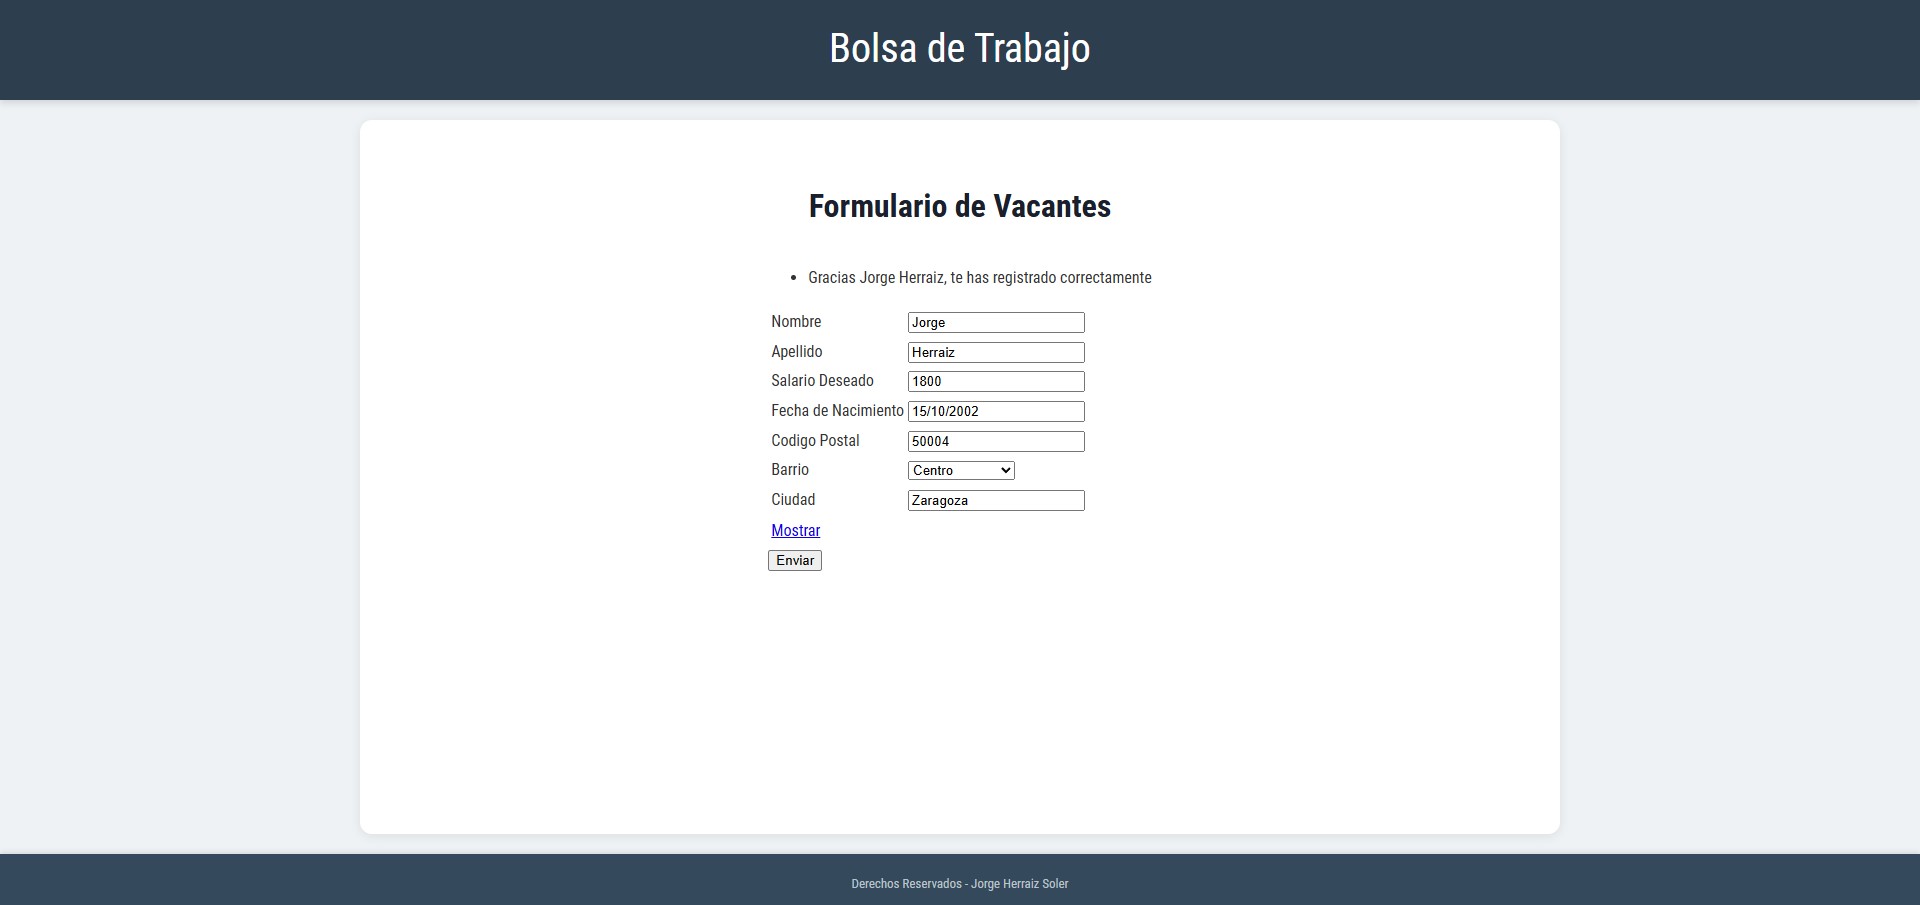 Bolsa de Trabajo
Formulario de Vacantes
• Gracias Jorge Herraiz, te has registrado correctamente
Nombre Jorge
Apellido Herraiz
Salario Deseado 1800
Fecha de Nacimiento 15/10/2002
Codigo Postal 50004
Barrio Centro
Ciudad Zaragoza
Mostrar
Enviar
Derechos Reservados - Jorge Herraiz Soler